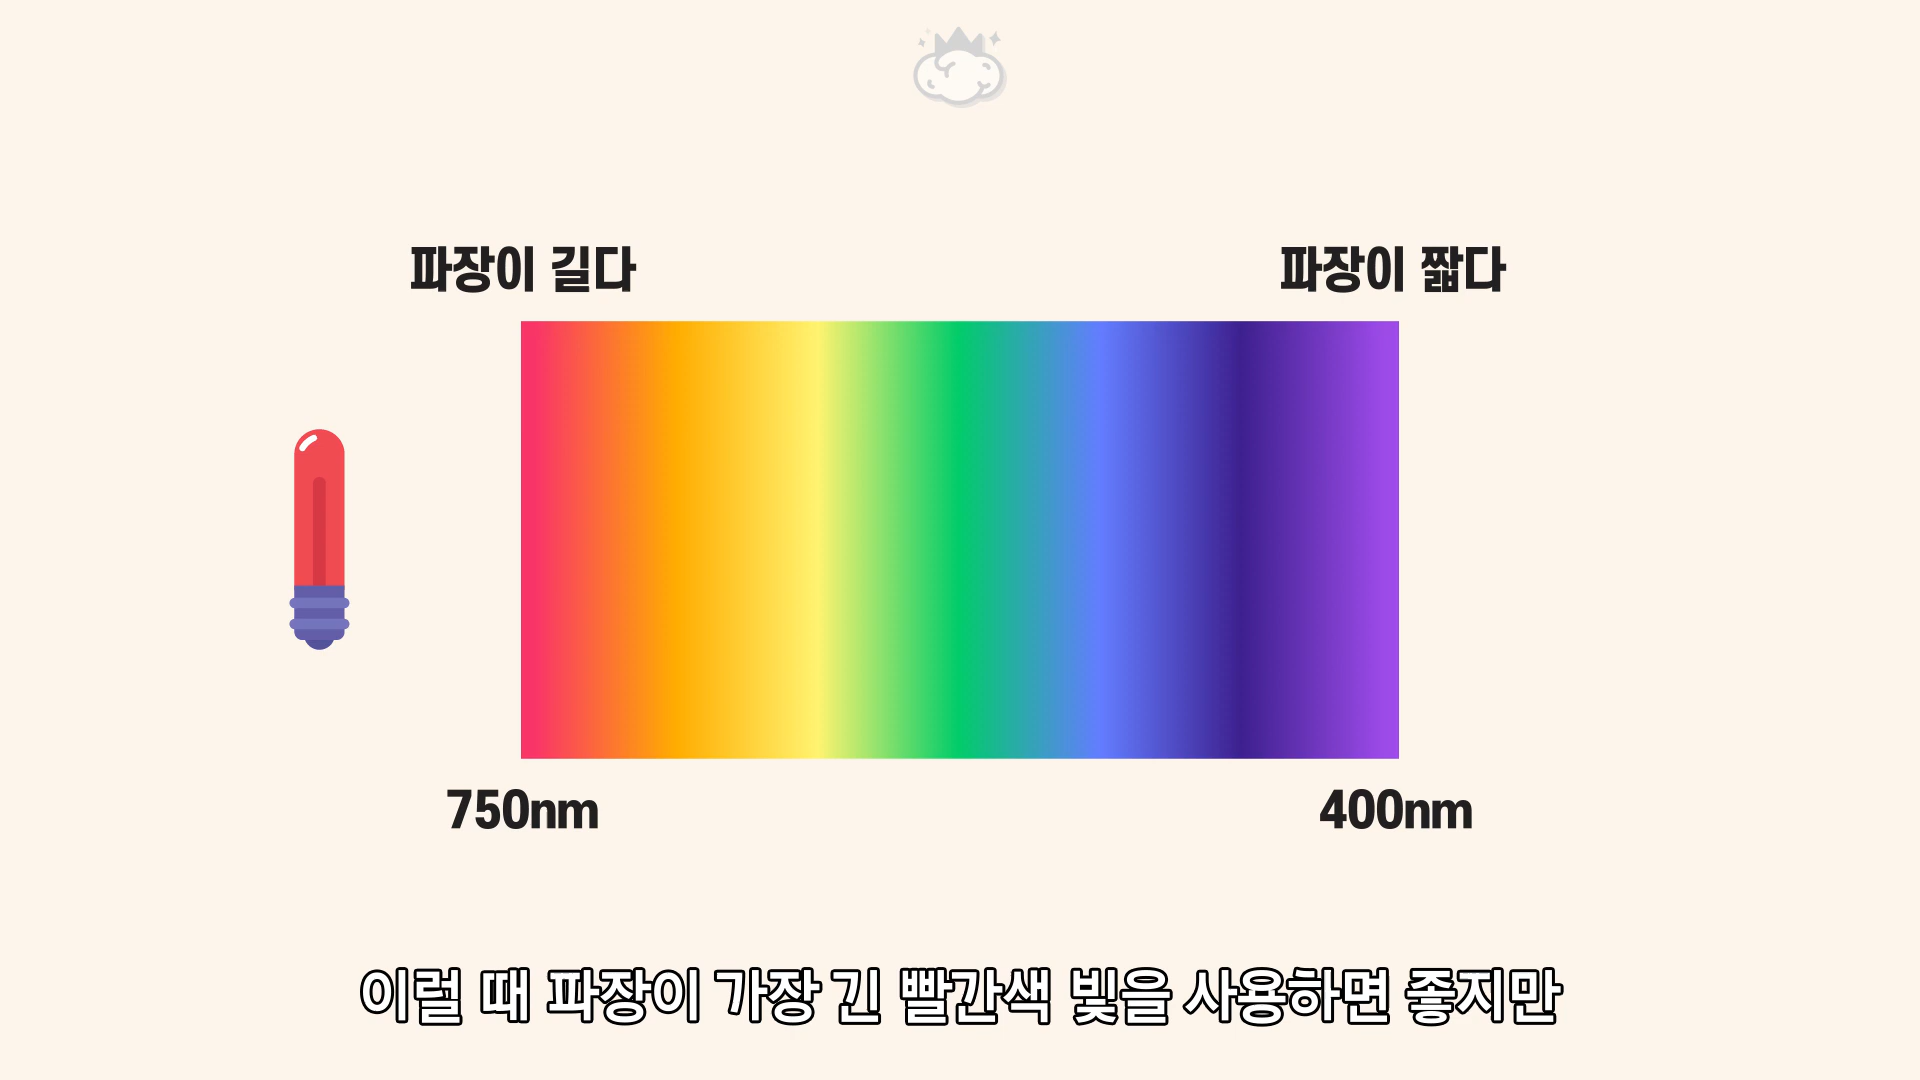 파장이 길다
파장이 짧다
750nm
400nm
이럴 때 파장이 가장 긴 빨간색 빛을 사용하면 좋지만